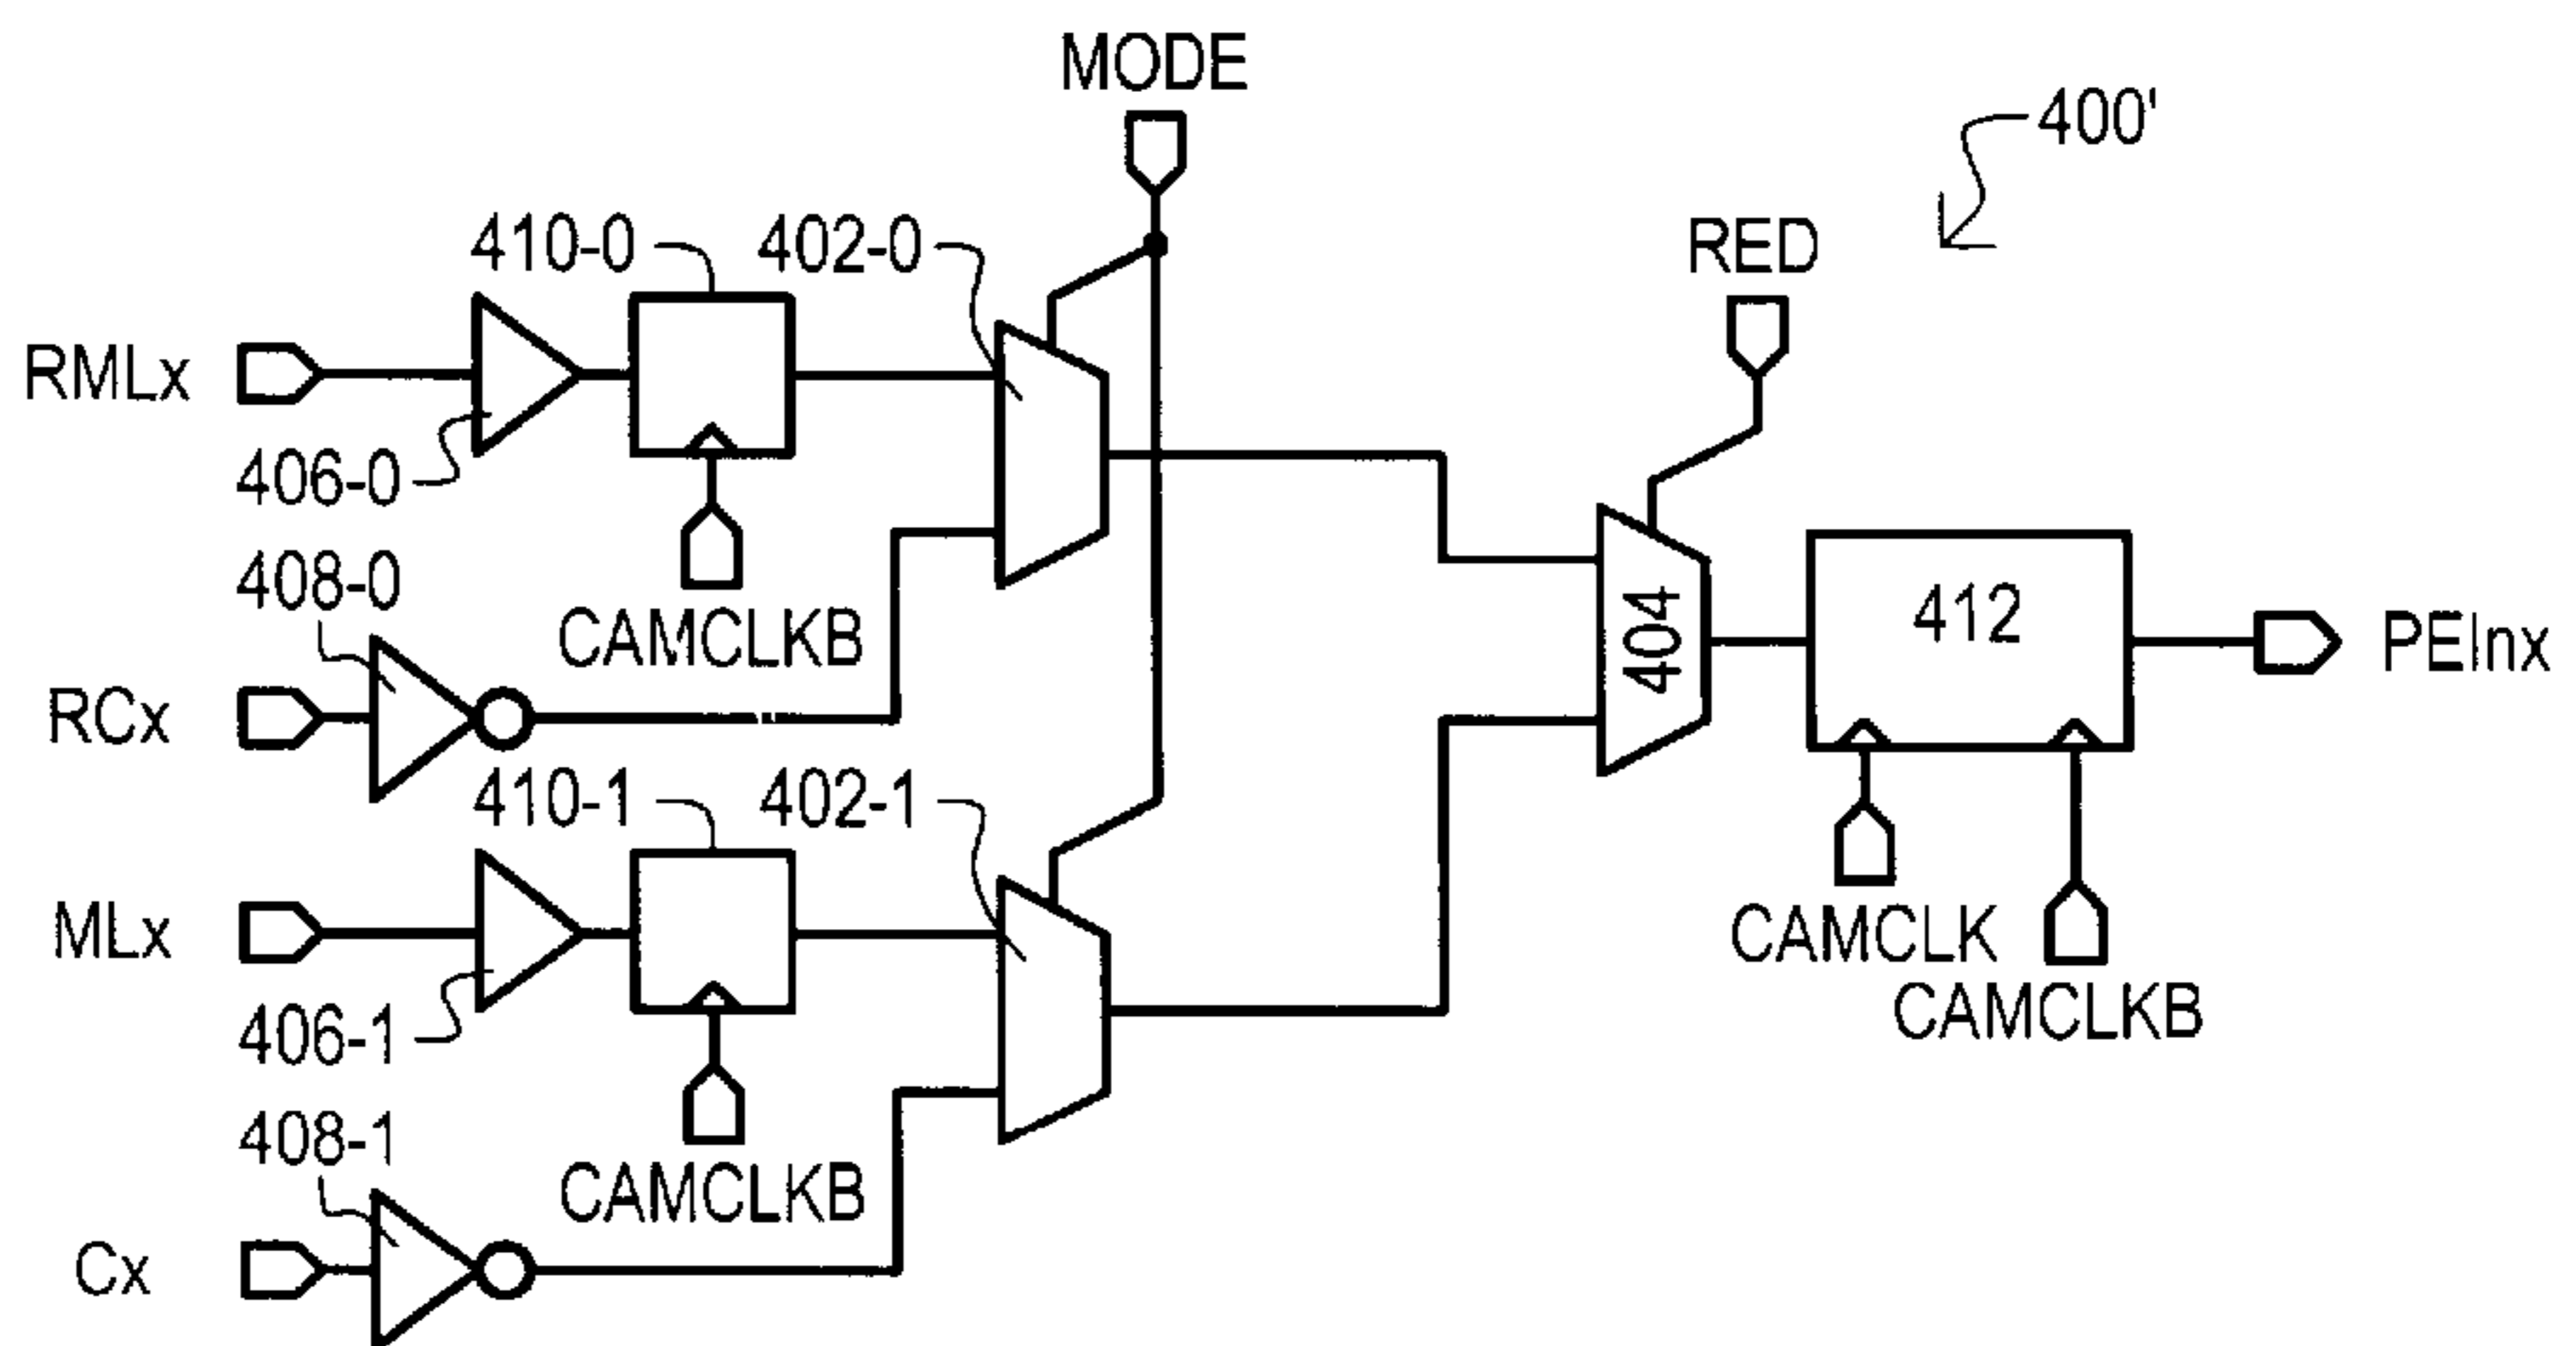 MODE
400'
RED
410-0
402-0
RMLx
406-0
CAMCLKB
408-0
RCx
404
412
PEInx
410-1
402-1
MLx
406-1
CAMCLK
CAMCLKB
CAMCLKB
408-1
Cx